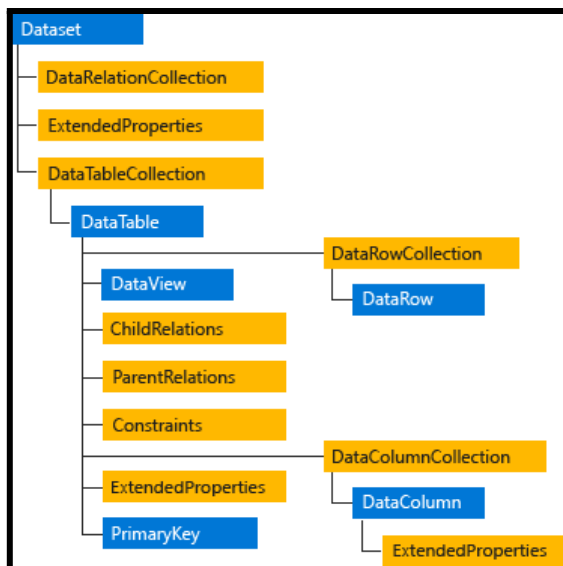 Dataset
DataRelationCollection
ExtendedProperties
DataTableCollection
DataTable
DataRowCollection
DataView
DataRow
ChildRelations
ParentRelations
Constraints
DataColumnCollection
ExtendedProperties
DataColumn
PrimaryKey
ExtendedProperties